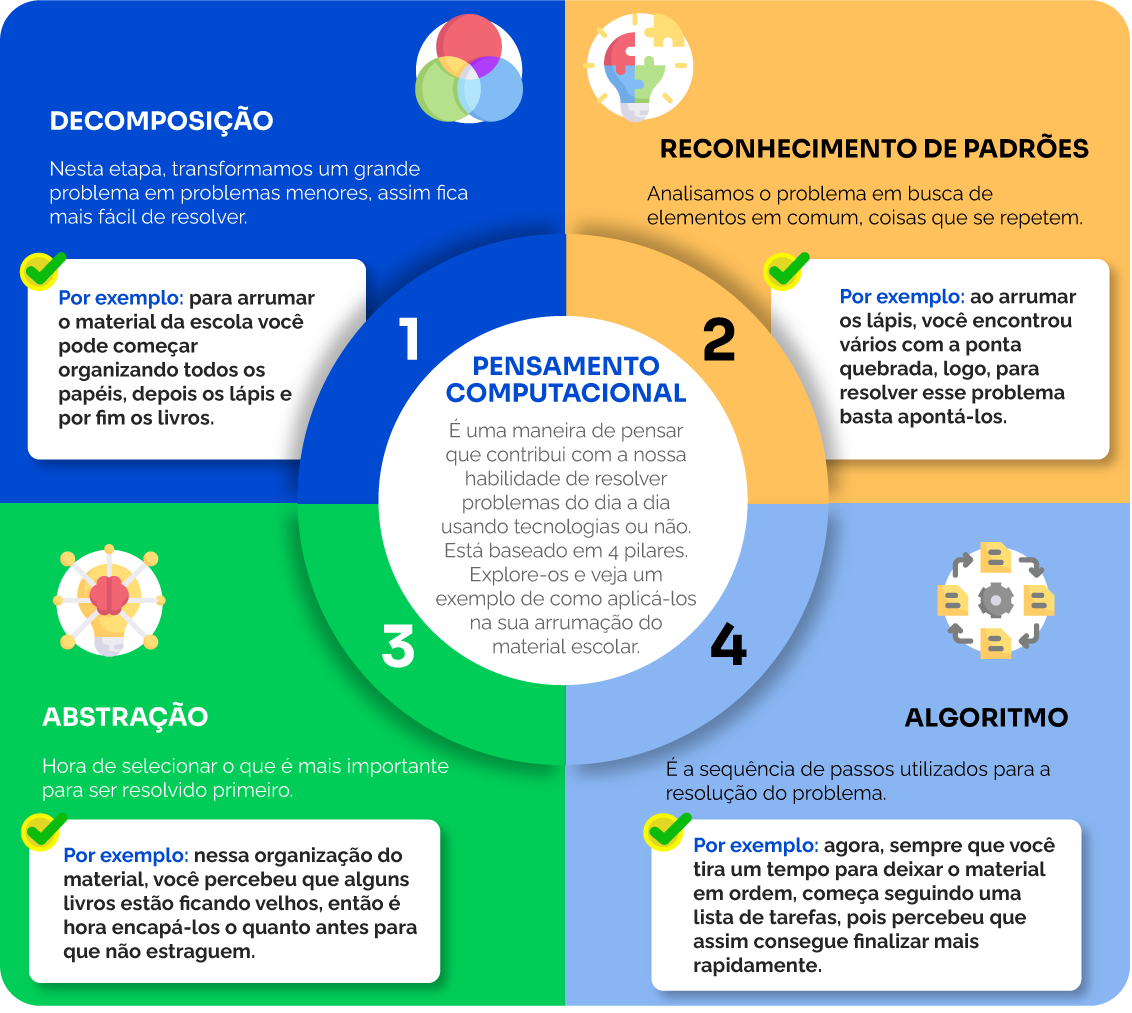 DECOMPOSIÇÃO
Nesta etapa, transformamos um grande
problema em problemas menores, assim fica
mais fácil de resolver.
Por exemplo: para arrumar
o material da escola você
pode começar
organizando todos os
papéis, depois os lápis e
por fim os livros.
1
RECONHECIMENTO DE PADRÕES
Analisamos o problema em busca de
elementos em comum, coisas que se repetem.
Por exemplo: ao arrumar
os lápis, você encontrou
vários com a ponta
quebrada, logo, para
resolver esse problema
basta apontá-los.
2
PENSAMENTO
COMPUTACIONAL
É uma maneira de pensar
que contribui com a nossa
habilidade de resolver
problemas do dia a dia
usando tecnologias ou não.
Está baseado em 4 pilares.
Explore-os e veja um
exemplo de como aplicá-los
na sua arrumação do
material escolar.
3
ABSTRAÇÃO
Hora de selecionar o que é mais importante
para ser resolvido primeiro.
Por exemplo: nessa organização do
material, você percebeu que alguns
livros estão ficando velhos, então é
hora encapá-los o quanto antes para
que não estraguem.
4
ALGORITMO
É a sequência de passos utilizados para a
resolução do problema.
Por exemplo: agora, sempre que você
tira um tempo para deixar o material
em ordem, começa seguindo uma
lista de tarefas, pois percebeu que
assim consegue finalizar mais
rapidamente.